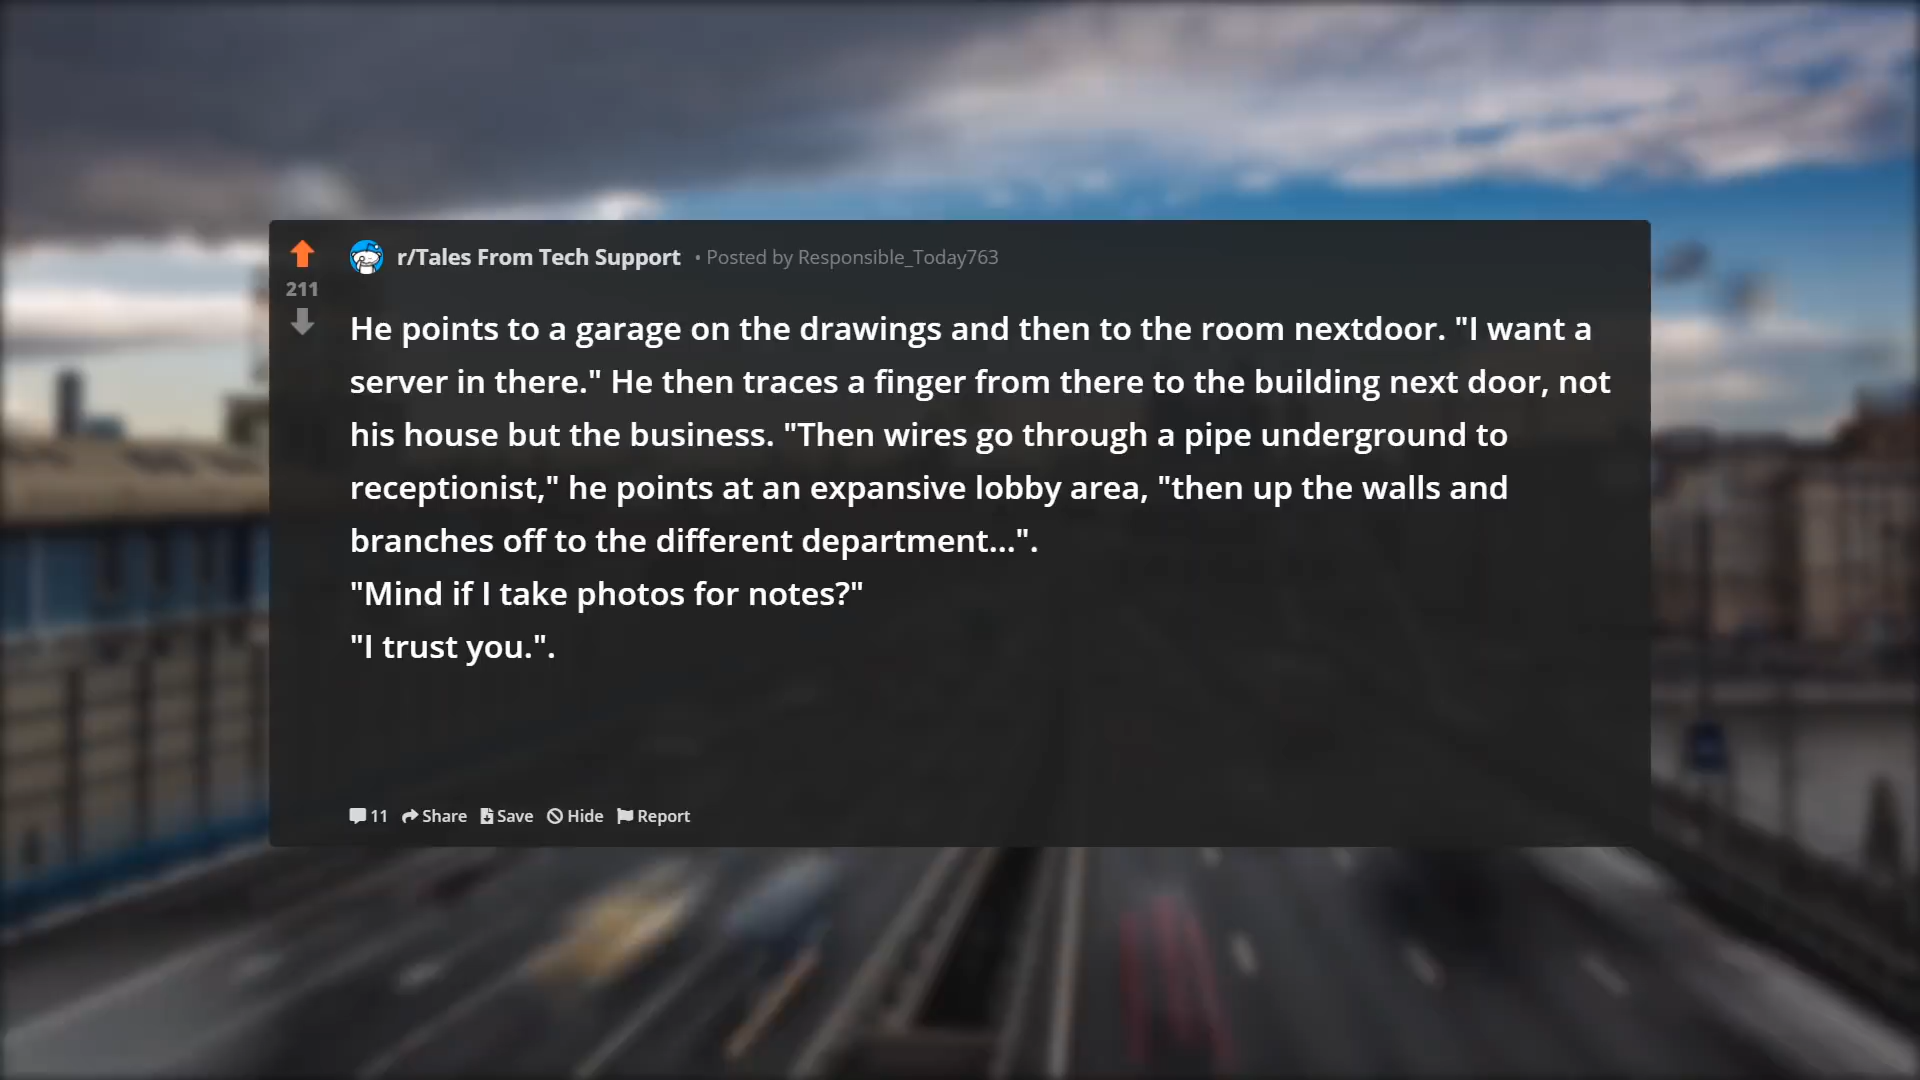 r/Tales From Tech Support • Posted by Responsible_Today763
211
He points to a garage on the drawings and then to the room nextdoor. "I want a
server in there." He then traces a finger from there to the building next door, not
his house but the business. "Then wires go through a pipe underground to
receptionist," he points at an expansive lobby area, "then up the walls and
branches off to the different department...".
"Mind if I take photos for notes?"
"I trust you.".
11 Share Save Hide Report